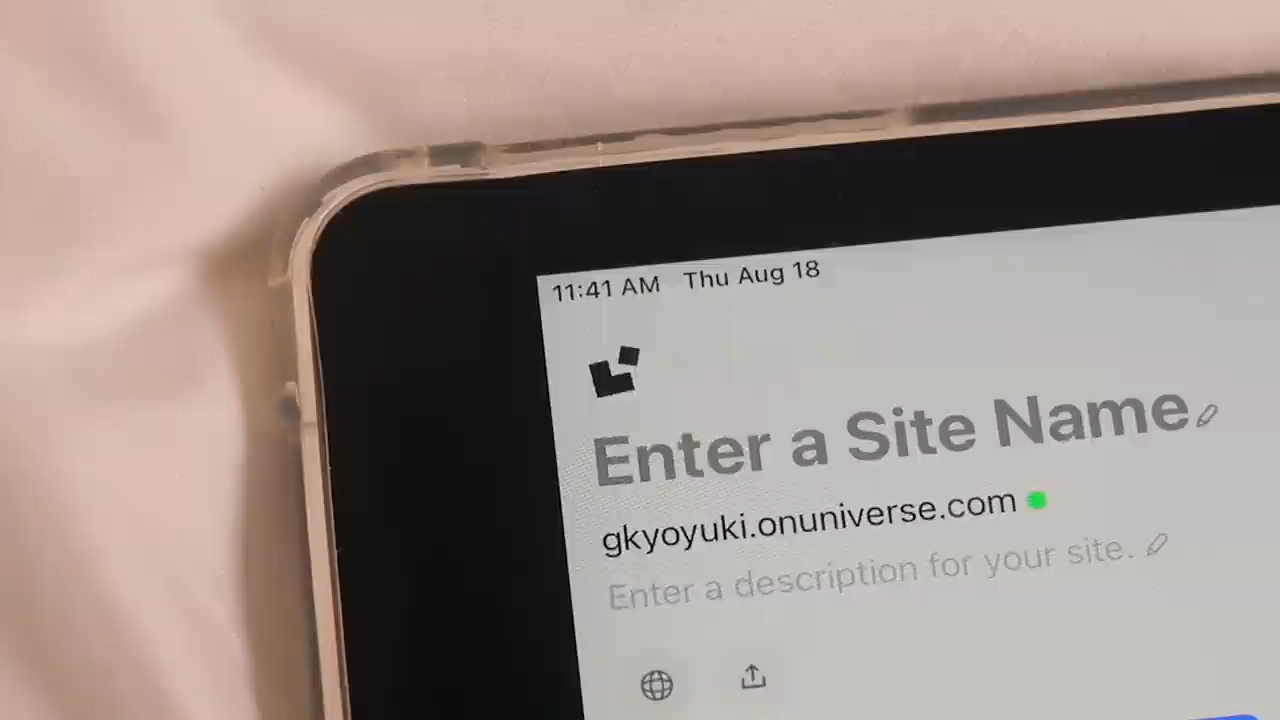 11:41 AM Thu Aug 18
Enter a Site Name
gkyoyuki.onuniverse.com
Enter a description for your site.